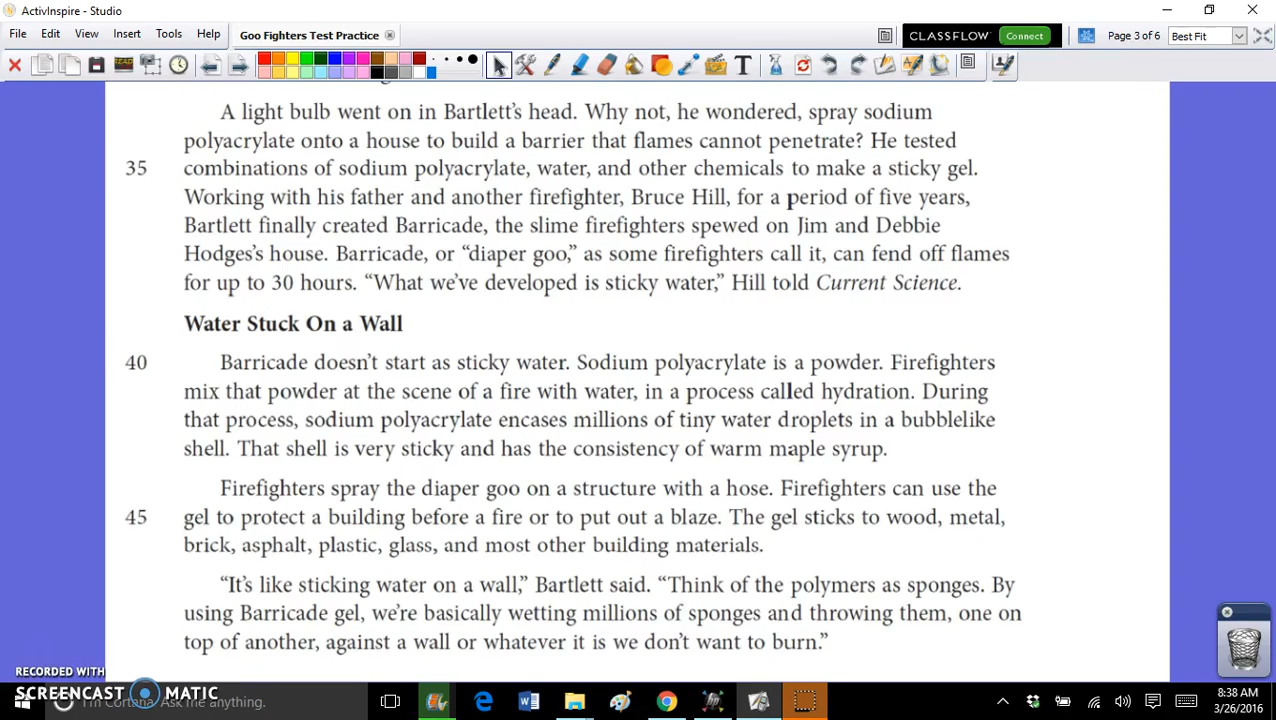 ActivInspire - Studio
File Edit View Insert Tools Help Goo Fighters Test Practice CLASSFLOW Connect Page 3 of 6 Best Fit
A light bulb went on in Bartlett's head. Why not, he wondered, spray sodium
polyacrylate onto a house to build a barrier that flames cannot penetrate? He tested
35 combinations of sodium polyacrylate, water, and other chemicals to make a sticky gel.
Working with his father and another firefighter, Bruce Hill, for a period of five years,
Bartlett finally created Barricade, the slime firefighters spewed on Jim and Debbie
Hodges's house. Barricade, or “diaper goo,” as some firefighters call it, can fend off flames
for up to 30 hours. “What we've developed is sticky water,” Hill told Current Science.
Water Stuck On a Wall
40 Barricade doesn't start as sticky water. Sodium polyacrylate is a powder. Firefighters
mix that powder at the scene of a fire with water, in a process called hydration. During
that process, sodium polyacrylate encases millions of tiny water droplets in a bubblelike
shell. That shell is very sticky and has the consistency of warm maple syrup.
Firefighters spray the diaper goo on a structure with a hose. Firefighters can use the
45 gel to protect a building before a fire or to put out a blaze. The gel sticks to wood, metal,
brick, asphalt, plastic, glass, and most other building materials.
“It's like sticking water on a wall,” Bartlett said. “Think of the polymers as sponges. By
using Barricade gel, we're basically wetting millions of sponges and throwing them, one on
top of another, against a wall or whatever it is we don't want to burn.”
RECORDED WITH
SCREENCAST MATIC
I'm Cortana. Ask me anything.
8:38 AM
3/26/2016